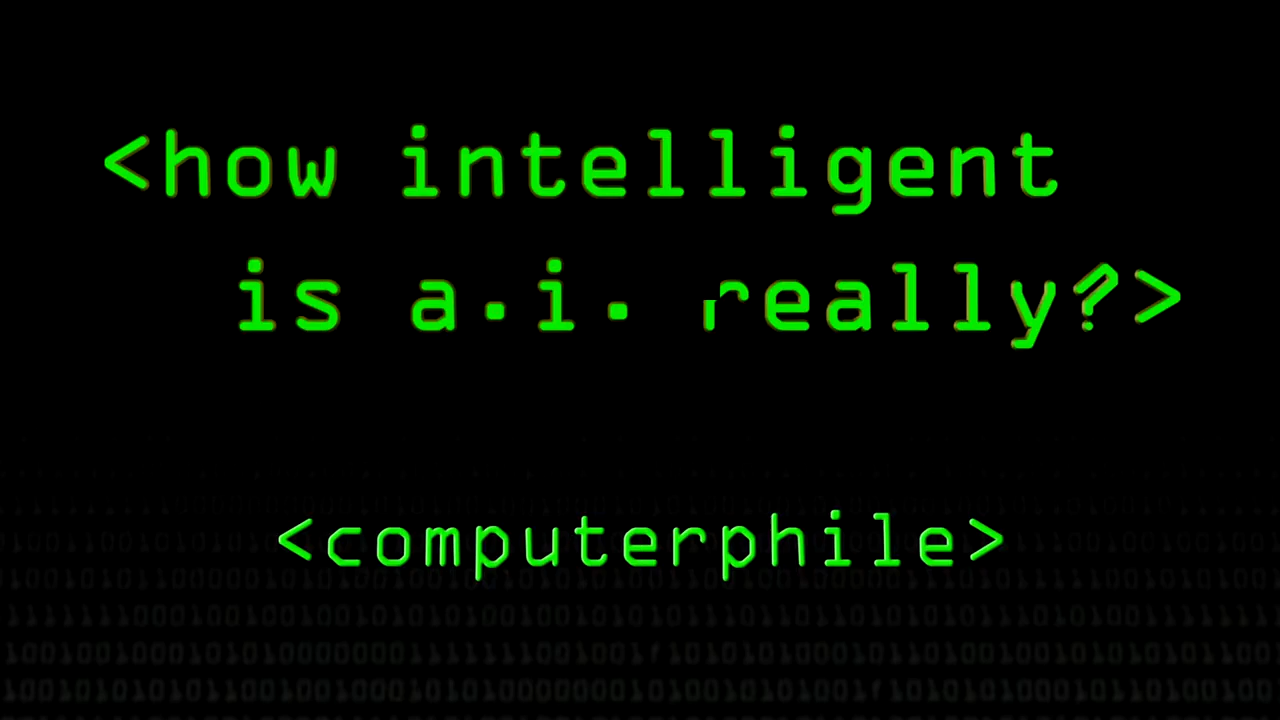 <how intelligent
is a.i. really?>
<computerphile>